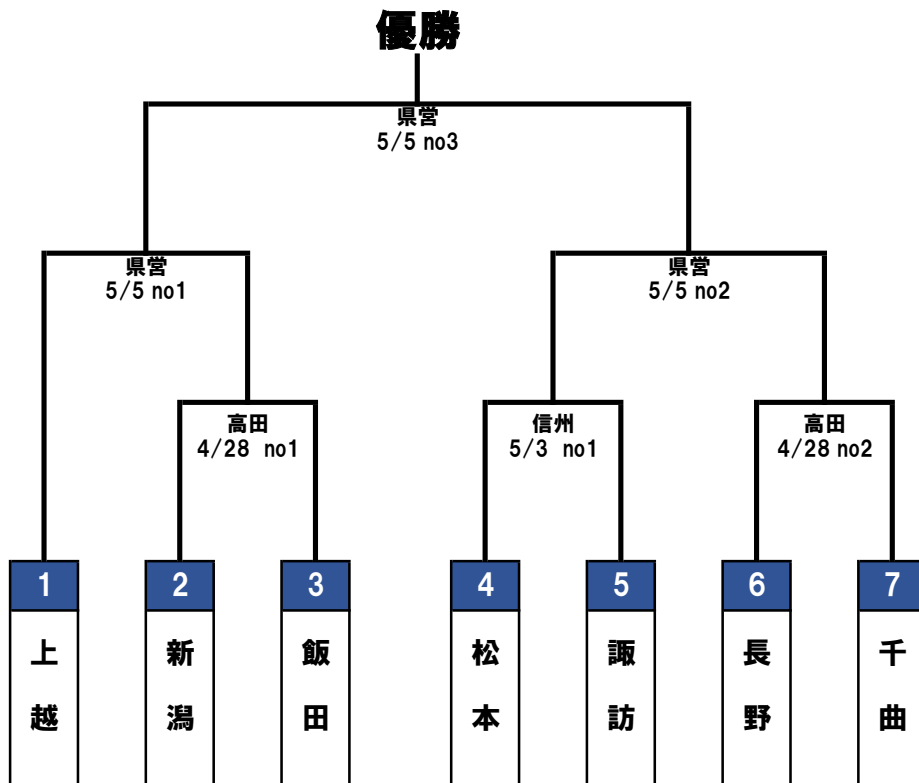 優勝
県営
5/5 no3
県営
5/5 no1
県営
5/5 no2
高田
4/28 no1
信州
5/3 no1
高田
4/28 no2
1
2
3
4
5
6
7
上越
新潟
飯田
松本
諏訪
長野
千曲